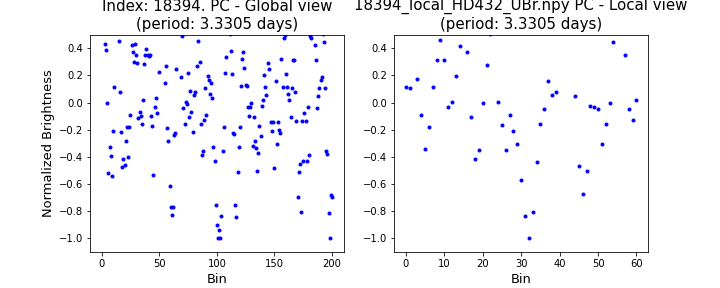 Index: 18394. PC - Global view
(period: 3.3305 days)
18394_local_HD432_UBr.npy PC - Local view
(period: 3.3305 days)
Normalized Brightness
0.4
0.2
0.0
−0.2
−0.4
−0.6
−0.8
−1.0
0 50 100 150 200
Bin
0.4
0.2
0.0
−0.2
−0.4
−0.6
−0.8
−1.0
0 10 20 30 40 50 60
Bin